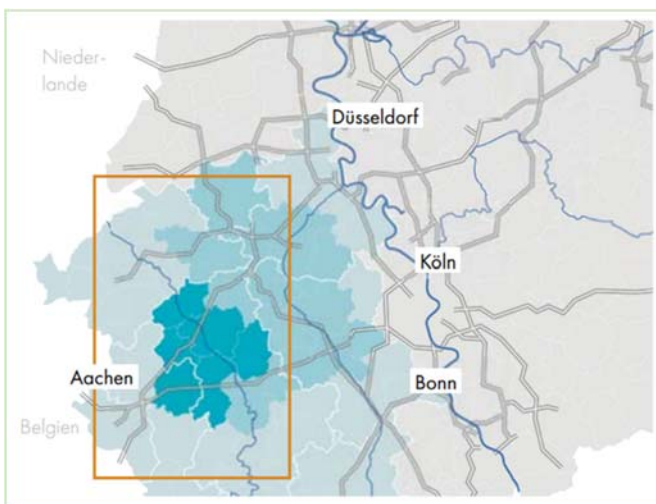 Nieder-
lande
Düsseldorf
Köln
Aachen
Bonn
Belgien